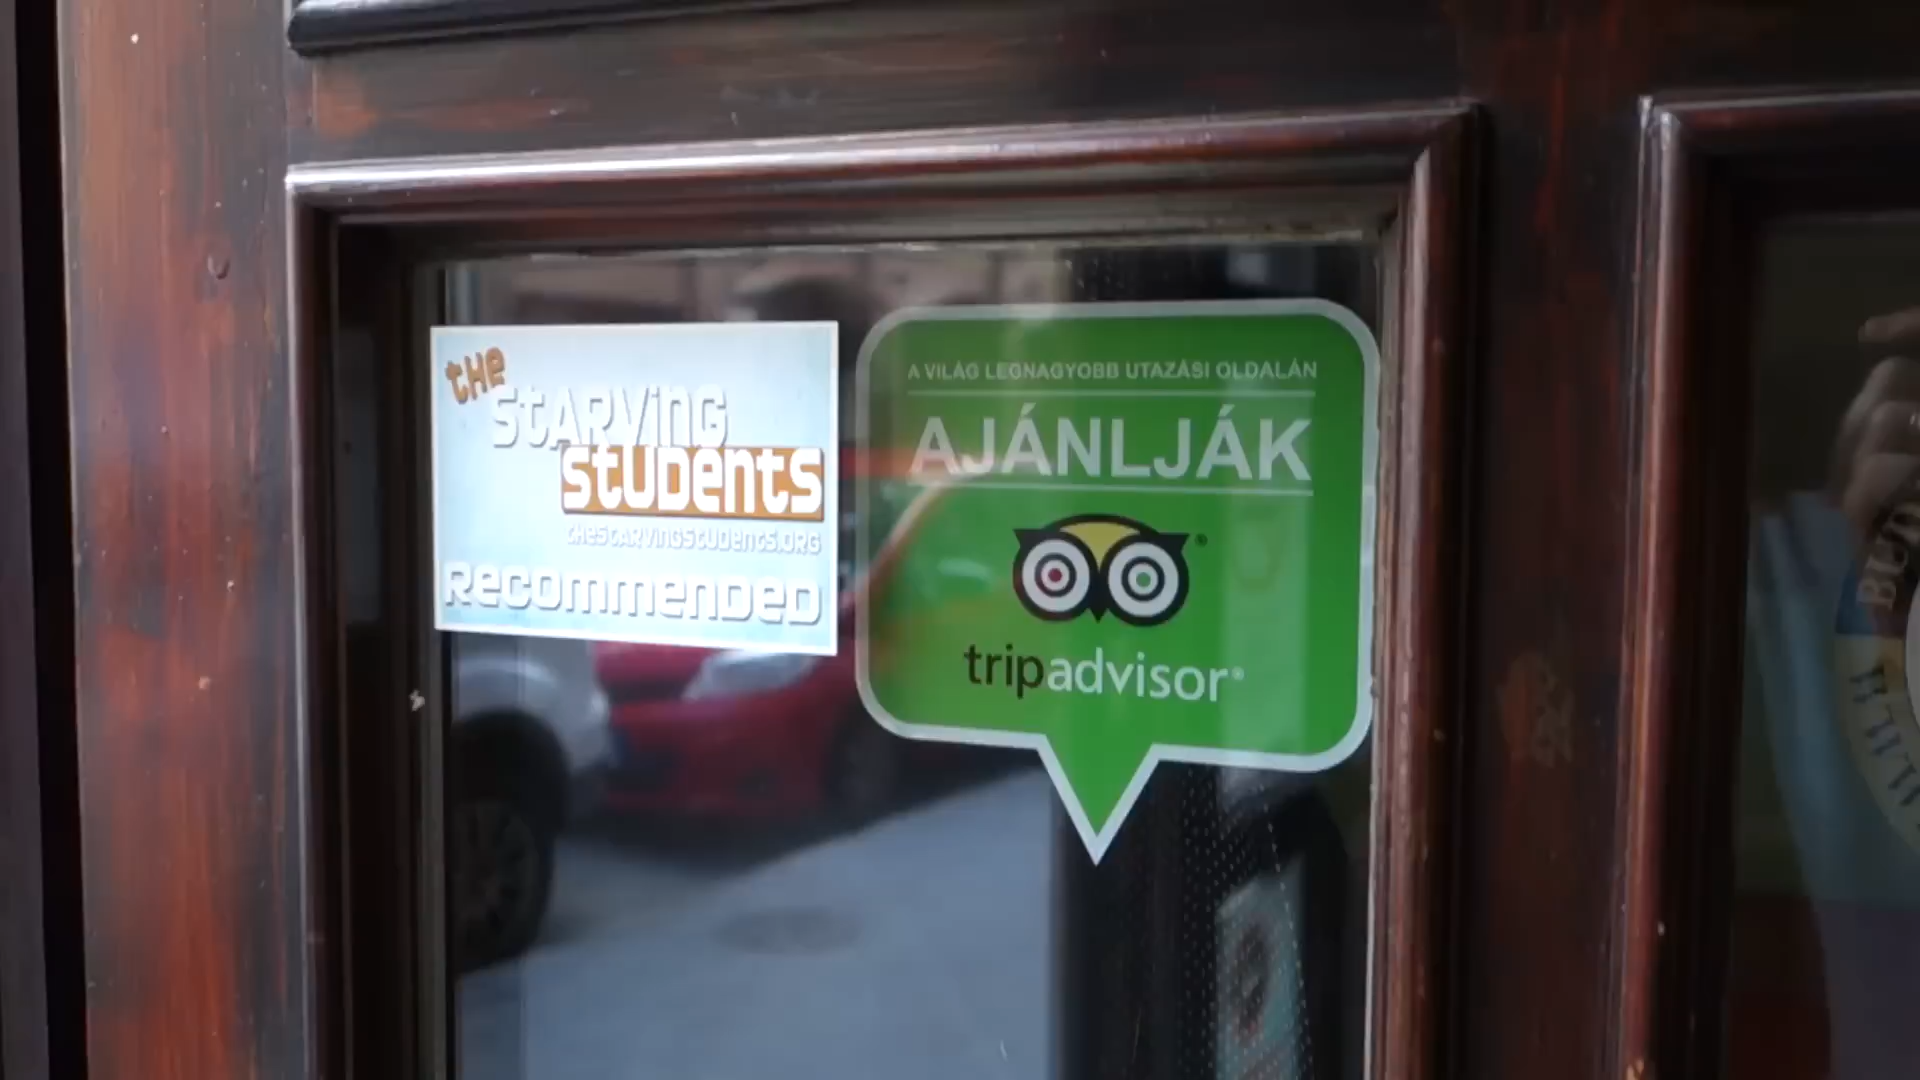 the
starving
students
thestarvingstudents.org
Recommended
A VILÁG LEGNAGYOBB UTAZÁSI OLDALÁN
AJÁNLJÁK
tripadvisor®